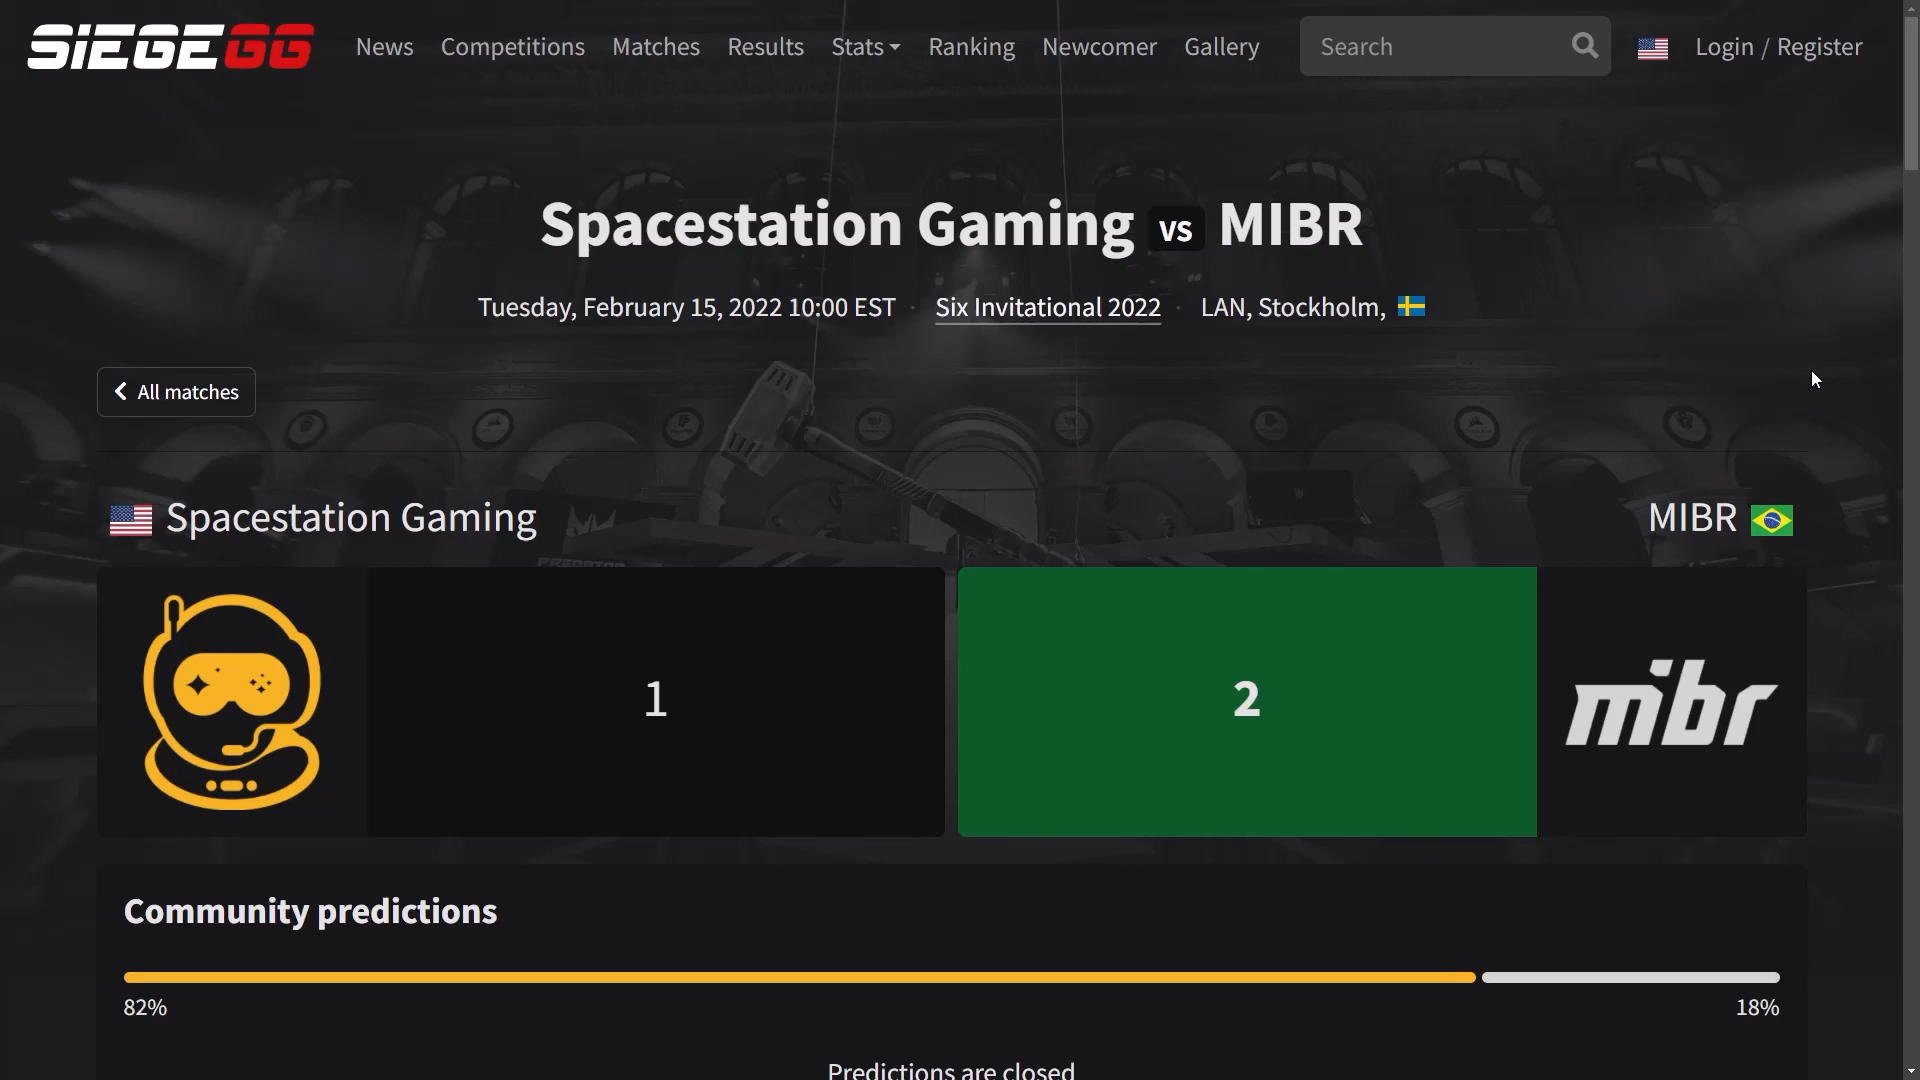 SIEGEGG News Competitions Matches Results Stats Ranking Newcomer Gallery Search Login / Register
Spacestation Gaming vs MIBR
Tuesday, February 15, 2022 10:00 EST · Six Invitational 2022 · LAN, Stockholm,
All matches
Spacestation Gaming MIBR
1 2 mibr
Community predictions
82% 18%
Predictions are closed